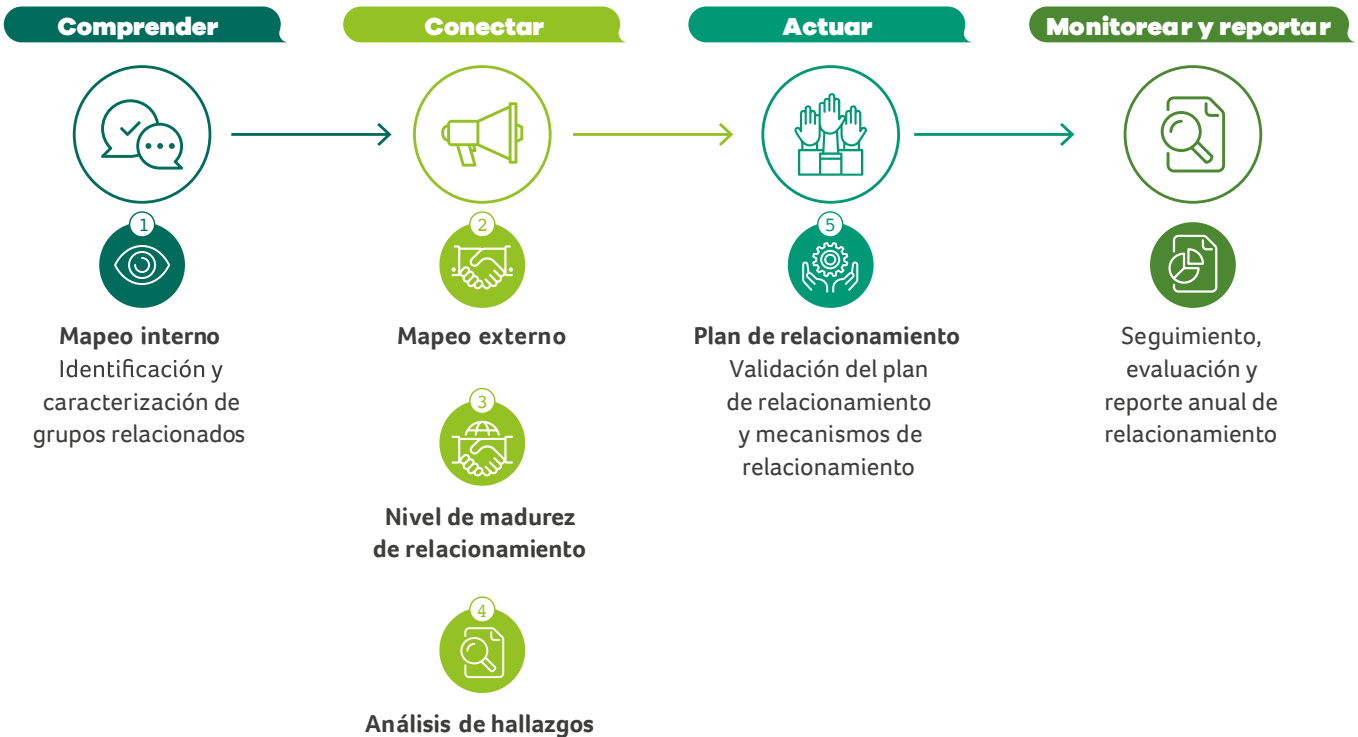 Comprender
Conectar
Actuar
Monitorear y reportar
1
Mapeo interno
Identificación y
caracterización de
grupos relacionados
2
Mapeo externo
3
Nivel de madurez
de relacionamiento
4
Análisis de hallazgos
5
Plan de relacionamiento
Validación del plan
de relacionamiento
y mecanismos de
relacionamiento
Seguimiento,
evaluación y
reporte anual de
relacionamiento